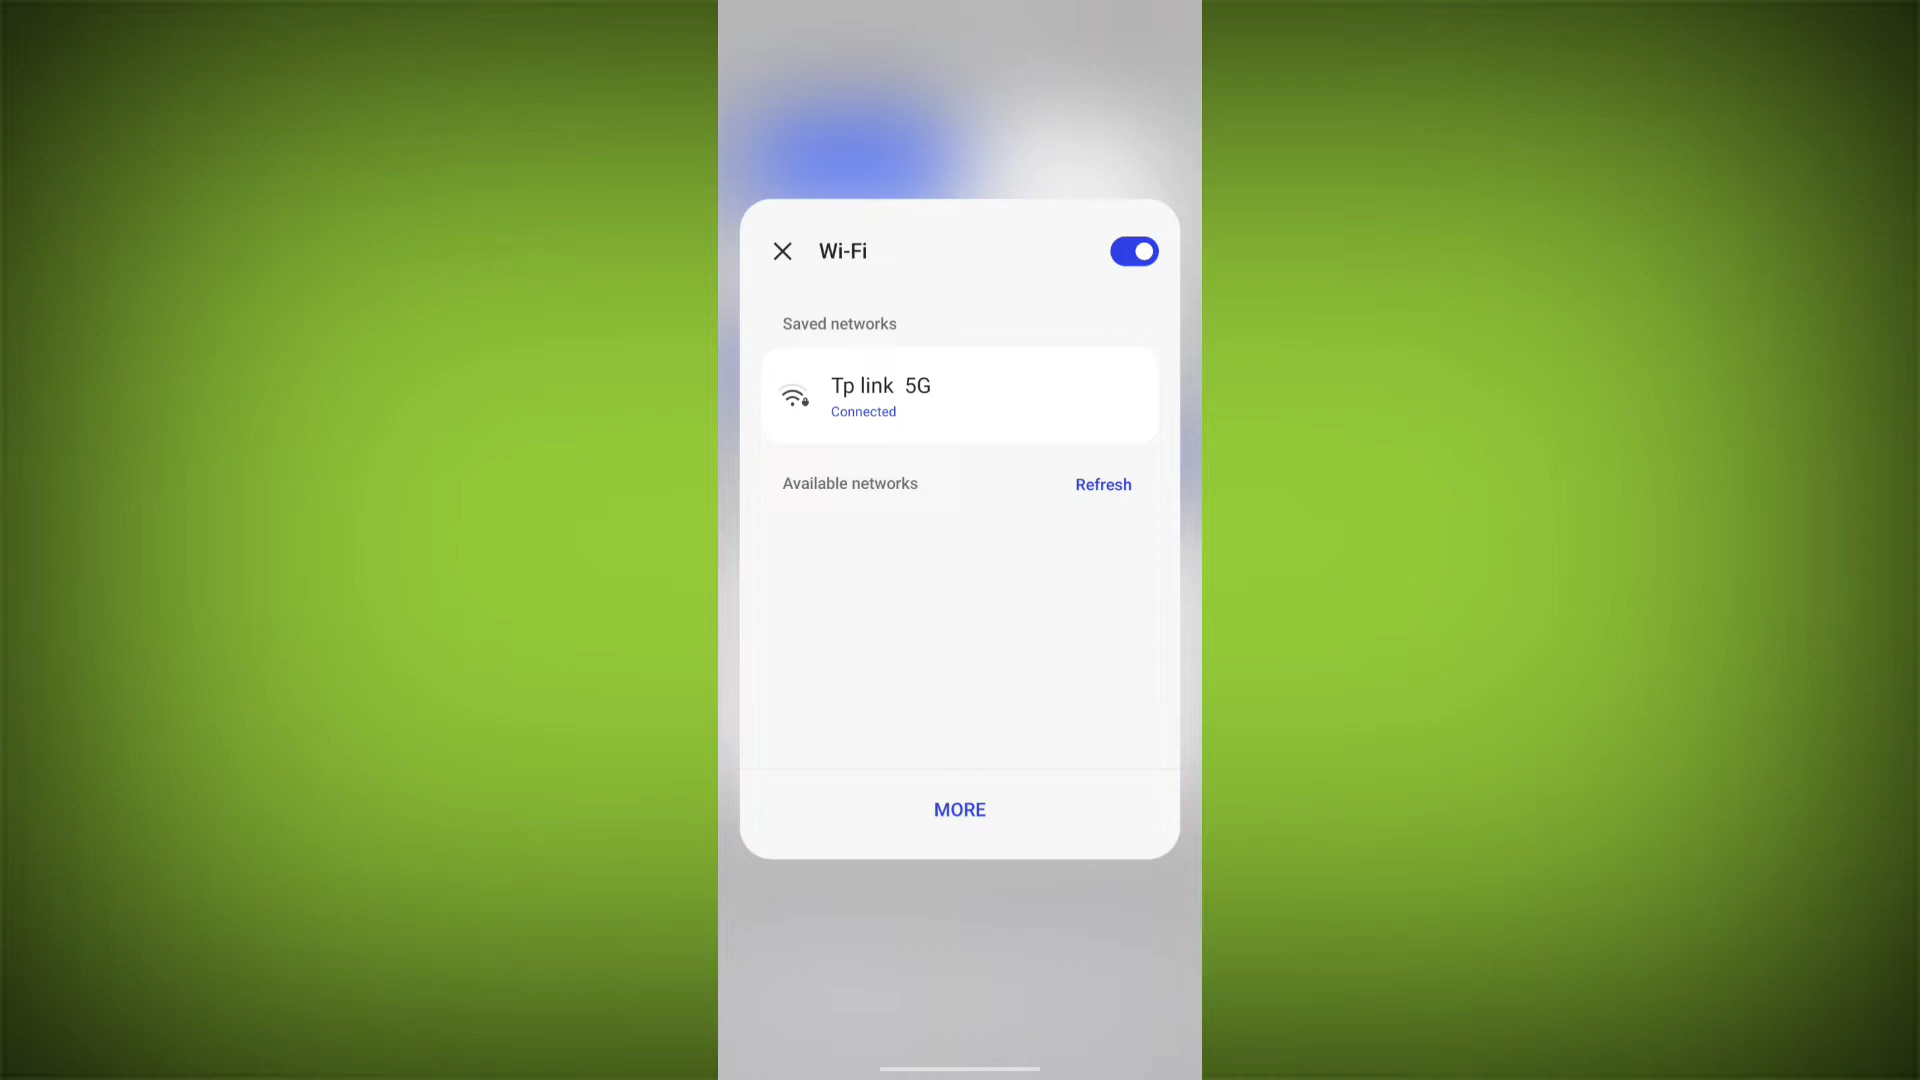 Wi-Fi
Saved networks
Tp link 5G
Connected
Available networks
Refresh
MORE